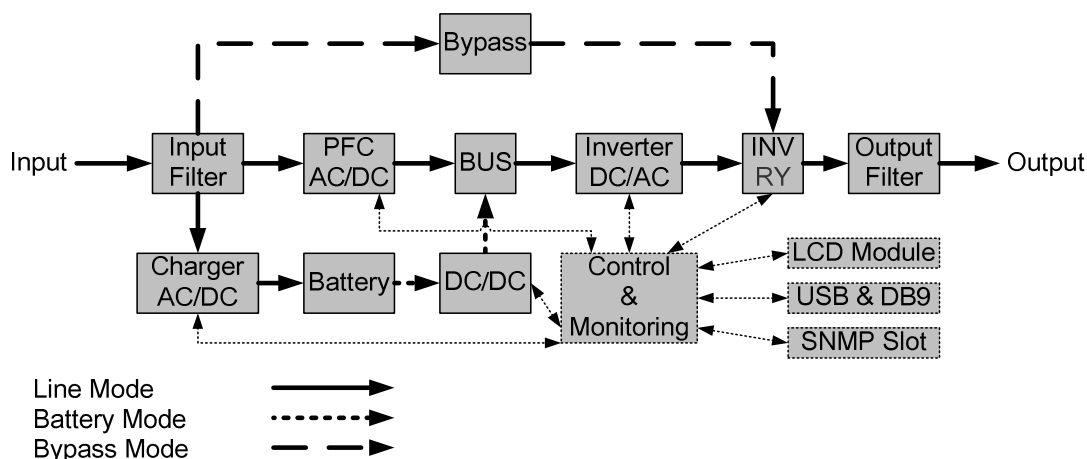 Bypass
Input
Input
Filter
PFC
AC/DC
BUS
Inverter
DC/AC
INV
RY
Output
Filter
Output
Charger
AC/DC
Battery
DC/DC
Control
&
Monitoring
LCD Module
USB & DB9
SNMP Slot
Line Mode
Battery Mode
Bypass Mode